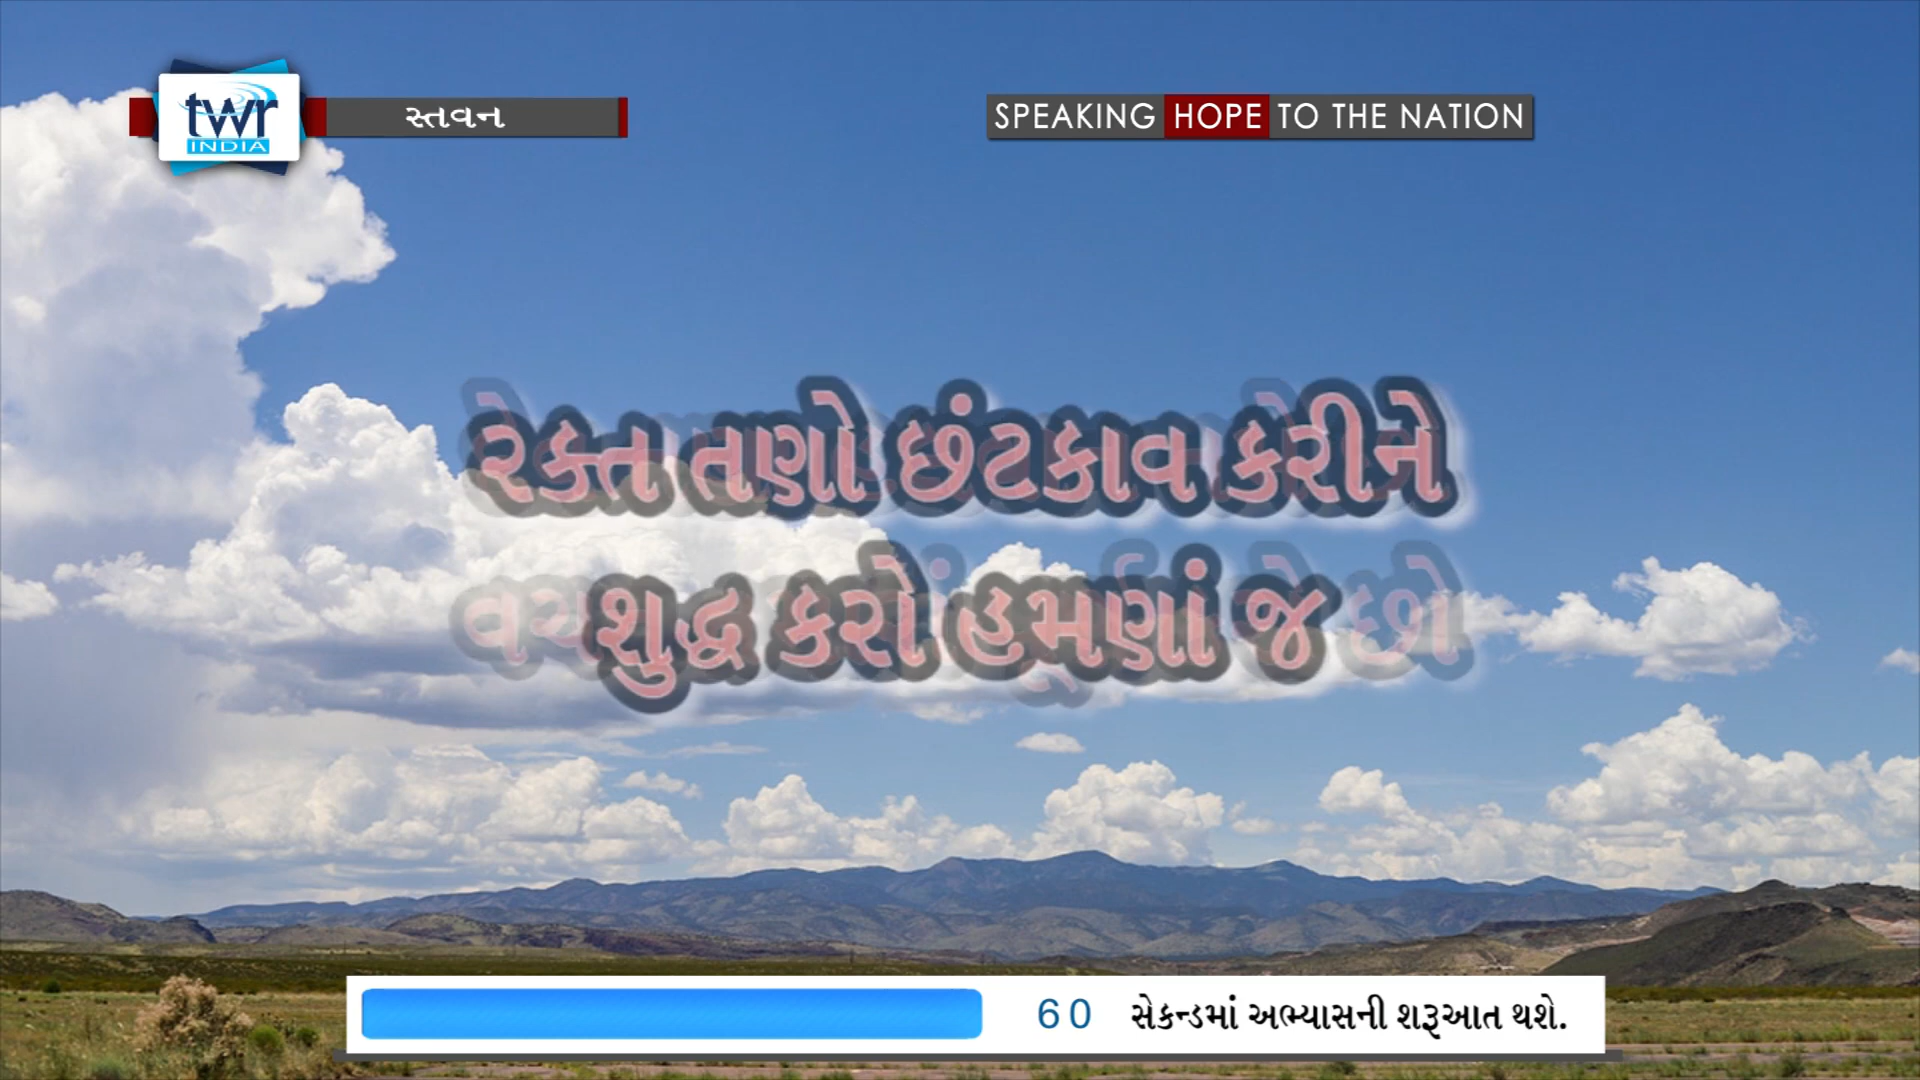 twr
INDIA
સ્તવન
SPEAKING HOPE TO THE NATION
રક્ત તણો છંટકાવ કરીને
શુદ્ધ કરો હમણાં જ
60 સેકન્ડમાં અભ્યાસની શરૂઆત થશે.